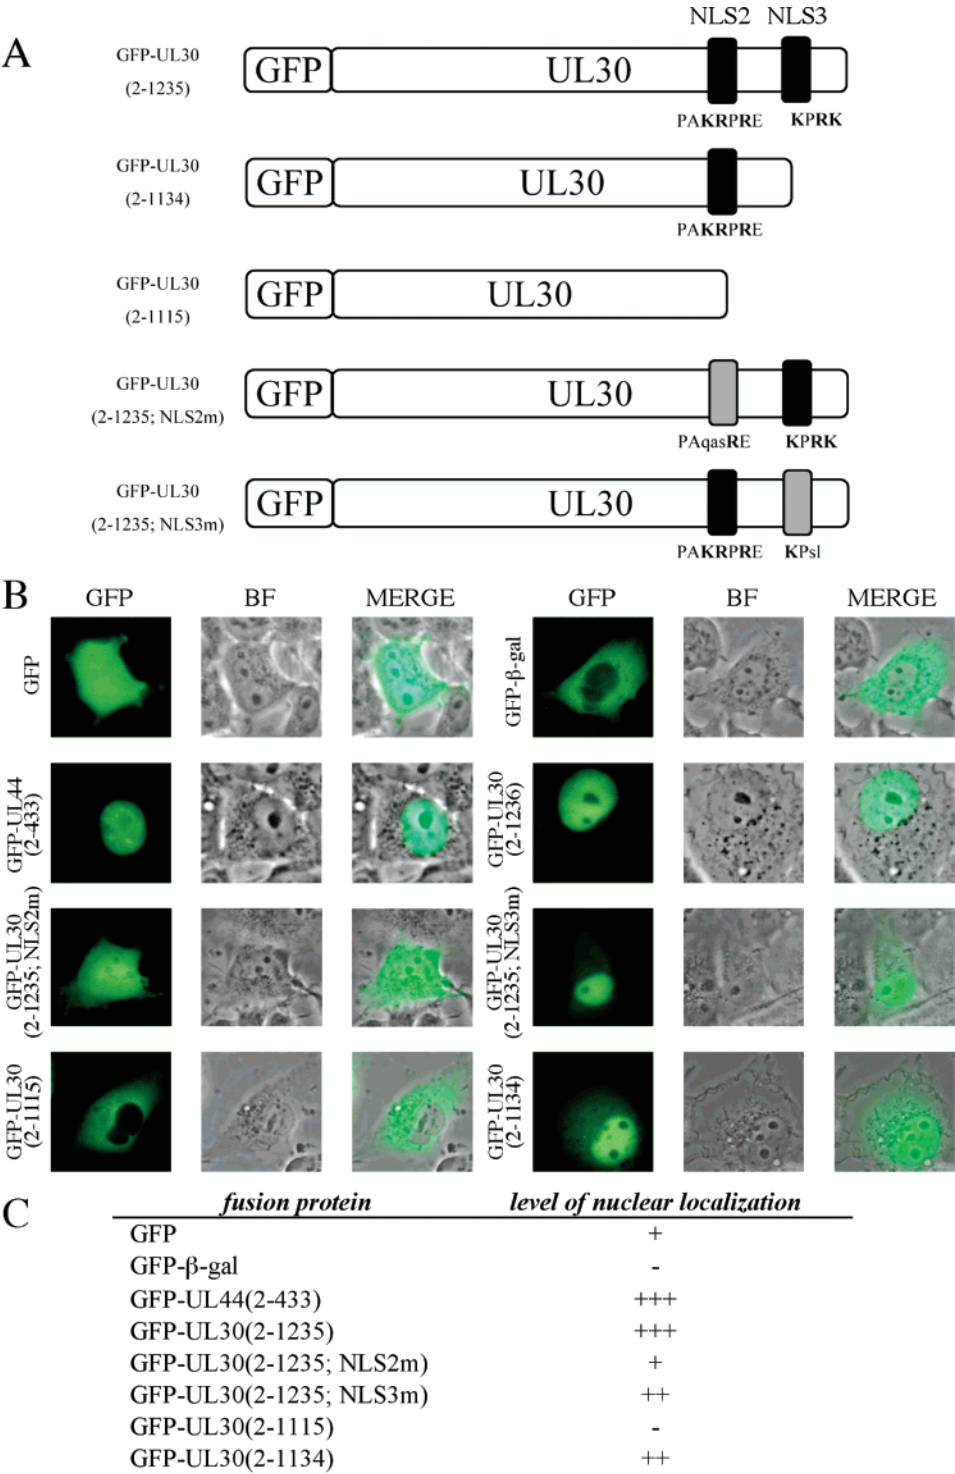 A
NLS2 NLS3
GFP-UL30
(2-1235)
GFP UL30
PAKRPRE KPRK
GFP-UL30
(2-1134)
GFP UL30
PAKRPRE
GFP-UL30
(2-1115)
GFP UL30
GFP-UL30
(2-1235; NLS2m)
GFP UL30
PAqasRE KPRK
GFP-UL30
(2-1235; NLS3m)
GFP UL30
PAKRPRE KPsl
B
GFP BF MERGE GFP BF MERGE
GFP
GFP-β-gal
GFP-UL44
(2-433)
GFP-UL30
(2-1236)
GFP-UL30
(2-1235; NLS2m)
GFP-UL30
(2-1235; NLS3m)
GFP-UL30
(2-1115)
GFP-UL30
(2-1134)
C
fusion protein level of nuclear localization
GFP +
GFP-β-gal -
GFP-UL44(2-433) +++
GFP-UL30(2-1235) +++
GFP-UL30(2-1235; NLS2m) +
GFP-UL30(2-1235; NLS3m) ++
GFP-UL30(2-1115) -
GFP-UL30(2-1134) ++